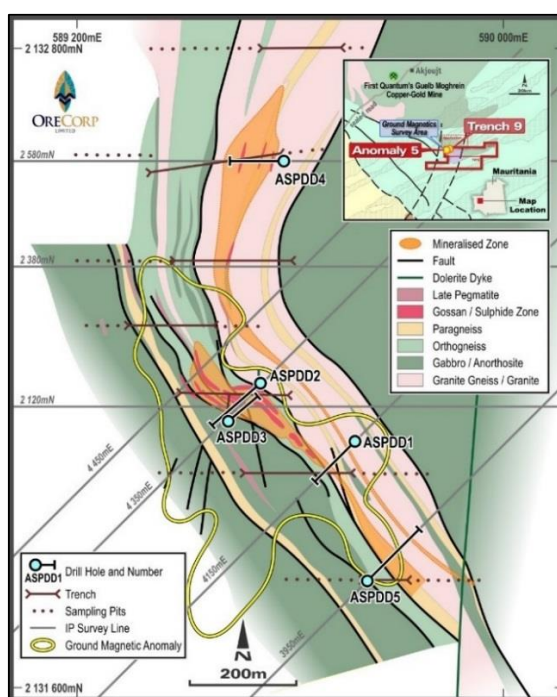 589 200mE
590 000mE
2 132 800mN
ORECORP
LIMITED
Akjoujt
First Quantum's Guelb Moghrein
Copper-Gold Mine
Ground Magnetics
Survey Area
Trench 9
Anomaly 5
Mauritania
Map
Location
2 580mN
ASPDD4
Mineralised Zone
Fault
Dolerite Dyke
Late Pegmatite
Gossan / Sulphide Zone
Paragneiss
Orthogneiss
Gabbro / Anorthosite
Granite Gneiss / Granite
2 380mN
ASPDD2
2 120mN
ASPDD3
ASPDD1
4 450mE
4 350mE
4150mE
3950mE
ASPDD5
ASPDD1
Drill Hole and Number
Trench
Sampling Pits
IP Survey Line
Ground Magnetic Anomaly
N
200m
2 131 600mN